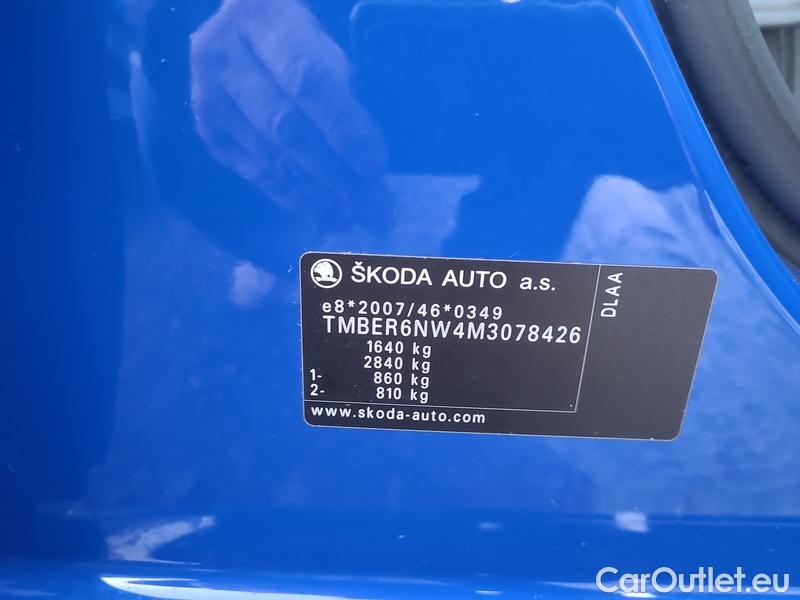 ŠKODA AUTO a.s.
e8*2007/46*0349
TMBER6NW4M3078426
1640 kg
2840 kg
1- 860 kg
2- 810 kg
www.skoda-auto.com
DLAA
CarOutlet.eu